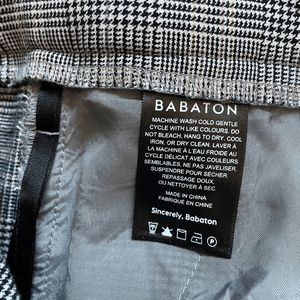 BABATON
MACHINE WASH COLD GENTLE
CYCLE WITH LIKE COLOURS. DO
NOT BLEACH, HANG TO DRY, COOL
IRON, OR DRY CLEAN. LAVER À
LA MACHINE À L'EAU FROIDE AU
CYCLE DÉLICAT AVEC COULEURS
SEMBLABLES, NE PAS JAVELISER,
SUSPENDRE POUR SÉCHER,
REPASSAGE DOUX,
OU NETTOYER À SEC.
MADE IN CHINA
FABRIQUÉ EN CHINE
Sincerely, Babaton
P